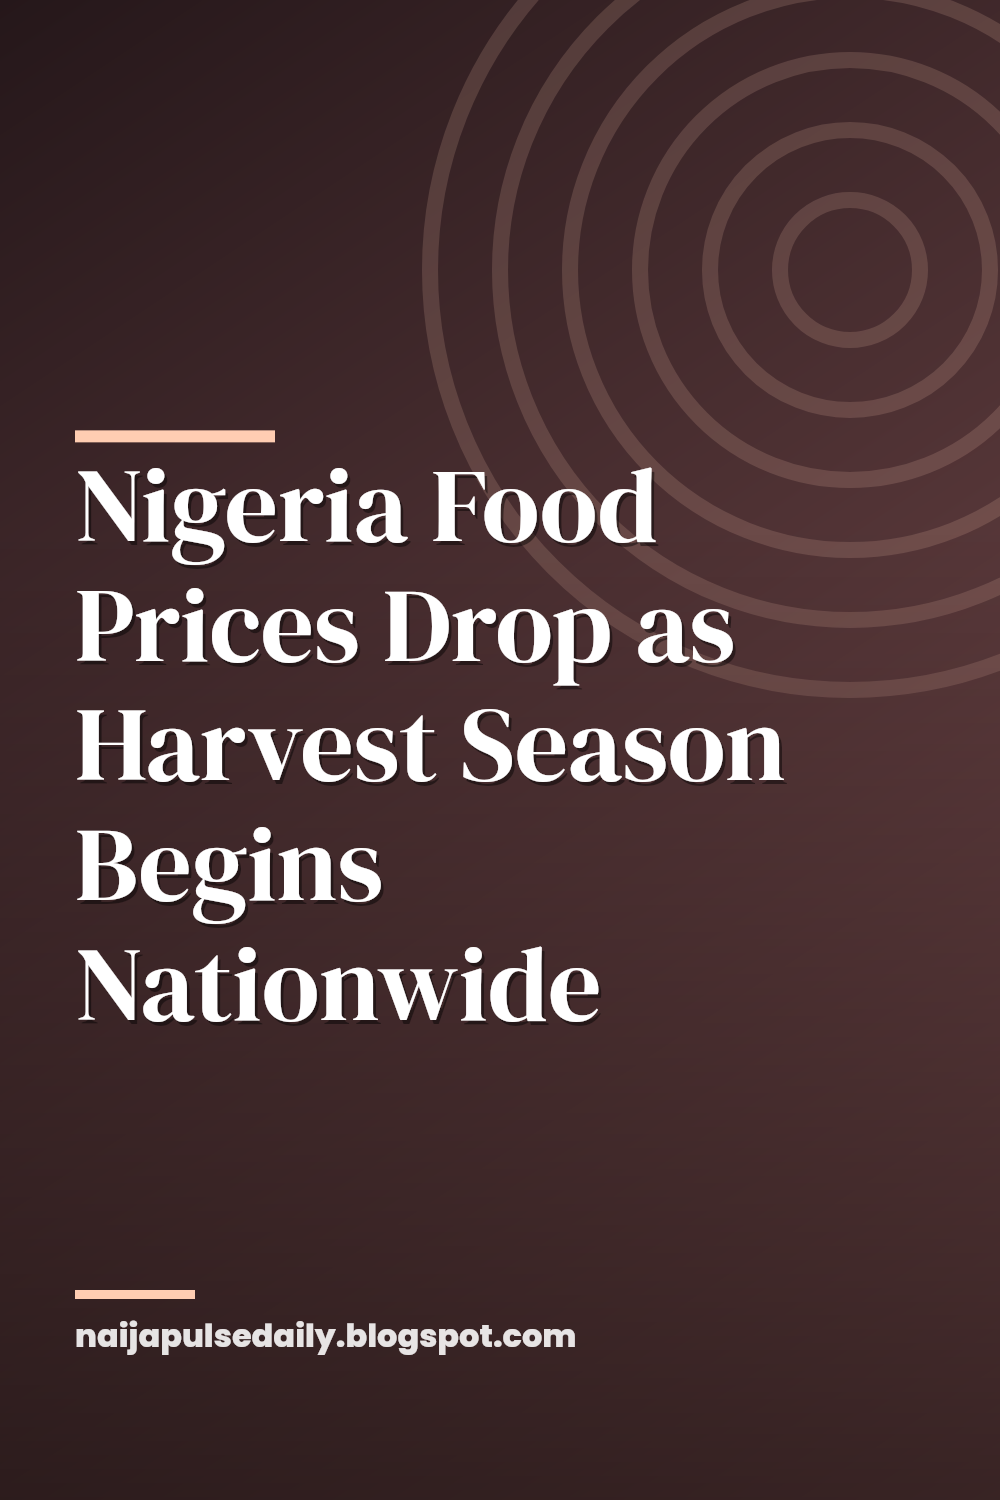 Nigeria Food
Prices Drop as
Harvest Season
Begins
Nationwide
naijapulsedaily.blogspot.com